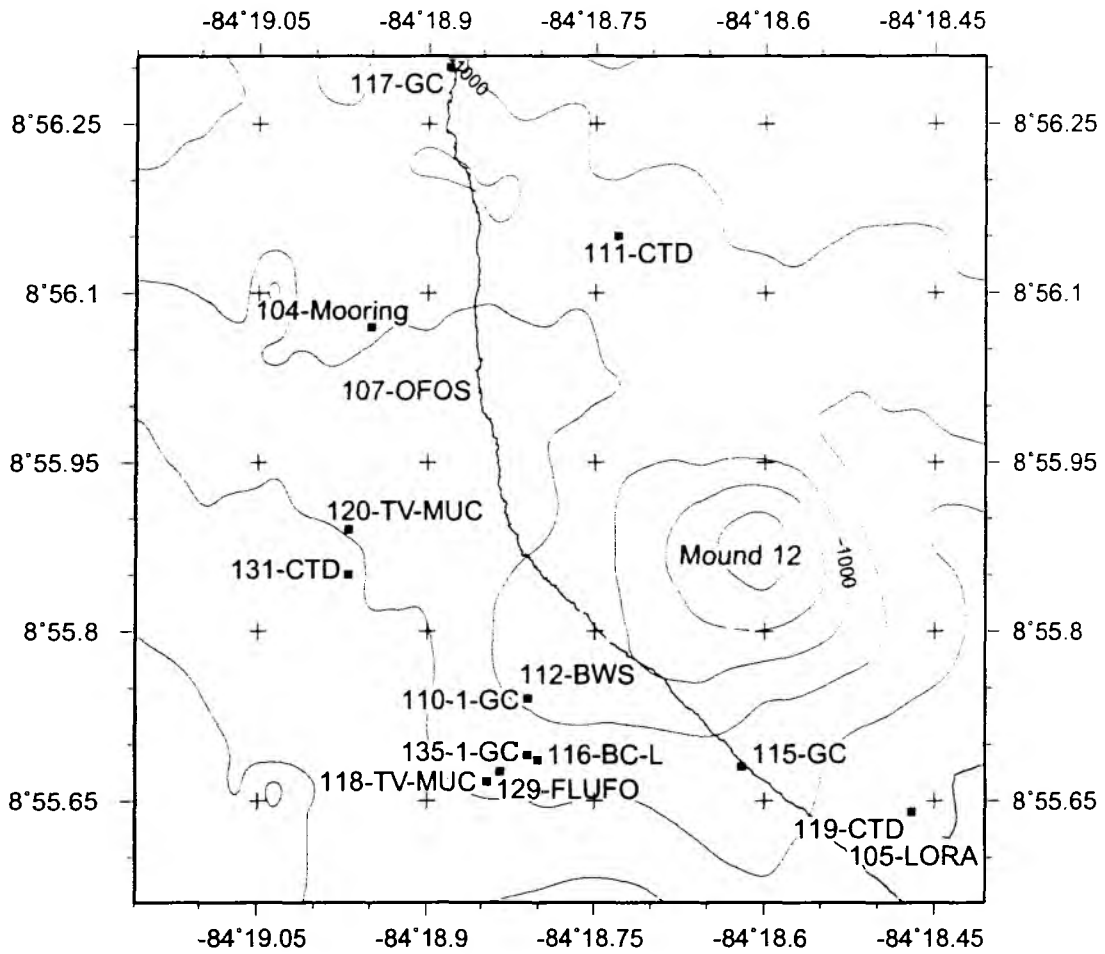 -84°19.05 -84°18.9 -84°18.75 -84°18.6 -84°18.45
117-GC
-1000
8°56.25 8°56.25
111-CTD
8°56.1 8°56.1
104-Mooring
107-OFOS
8°55.95 8°55.95
120-TV-MUC
Mound 12
-1000
131-CTD
8°55.8 8°55.8
112-BWS
110-1-GC
135-1-GC 116-BC-L 115-GC
118-TV-MUC 129-FLUFO
8°55.65 8°55.65
119-CTD
105-LORA
-84°19.05 -84°18.9 -84°18.75 -84°18.6 -84°18.45